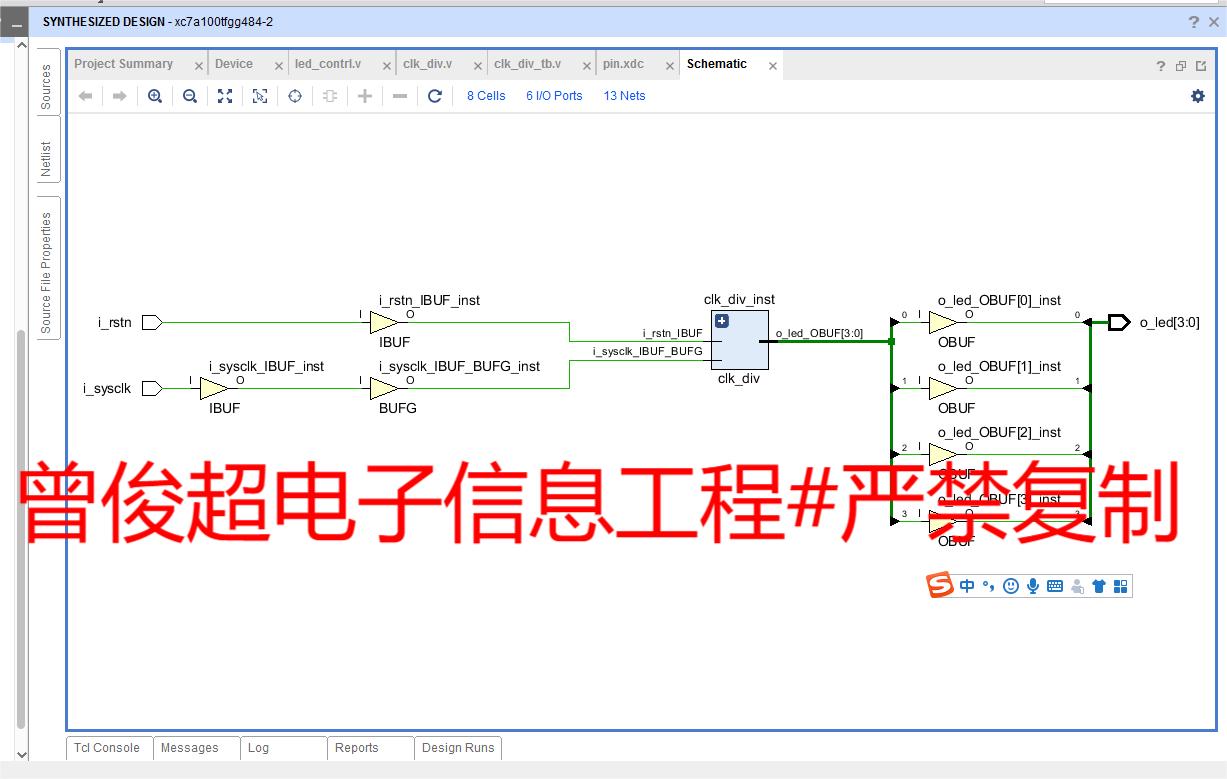 SYNTHESIZED DESIGN - xc7a100tfgg484-2
Sources
Netlist
Source File Properties
Project Summary
Device
led_contrl.v
clk_div.v
clk_div_tb.v
pin.xdc
Schematic
8 Cells
6 I/O Ports
13 Nets
i_rstn
I
i_rstn_IBUF_inst
O
IBUF
i_sysclk
I
i_sysclk_IBUF_inst
O
IBUF
I
i_sysclk_IBUF_BUFG_inst
O
BUFG
clk_div_inst
i_rstn_IBUF
i_sysclk_IBUF_BUFG
o_led_OBUF[3:0]
clk_div
o_led_OBUF[0]_inst
0
I
O
0
OBUF
o_led[3:0]
o_led_OBUF[1]_inst
1
I
O
1
OBUF
o_led_OBUF[2]_inst
2
I
O
2
OBUF
o_led_OBUF[3]_inst
3
I
O
3
OBUF
曾俊超电子信息工程#严禁复制
中
Tcl Console
Messages
Log
Reports
Design Runs